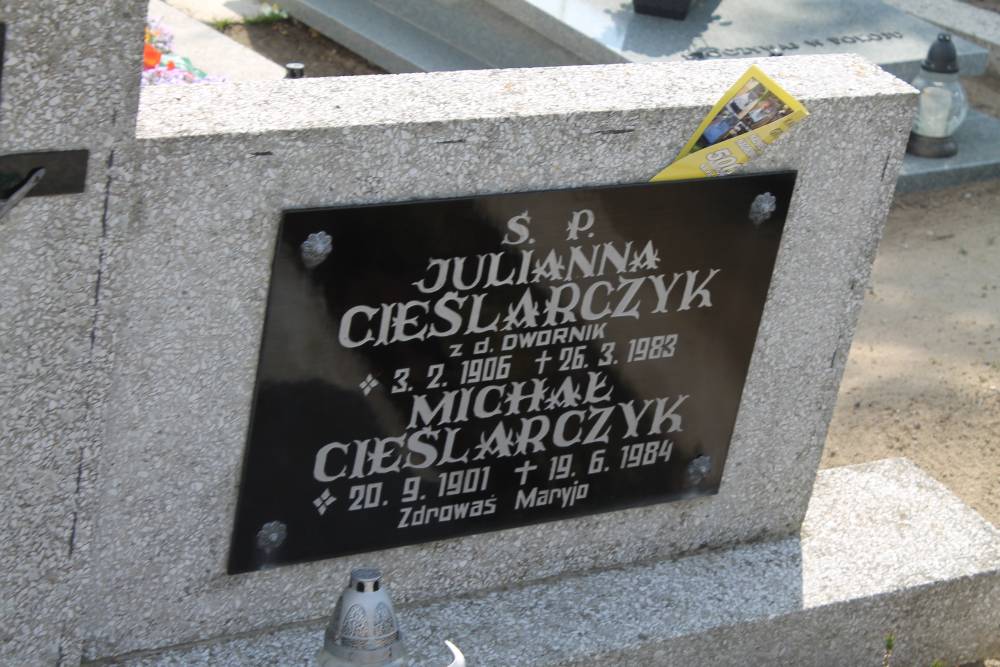 Ś. P.
JULIANNA
CIEŚLARCZYK
z d. DWORNIK
3. 2. 1906 † 26. 3. 1983
MICHAŁ
CIEŚLARCZYK
20. 9. 1901 † 19. 6. 1984
Zdrowaś Maryjo
W POKOJU